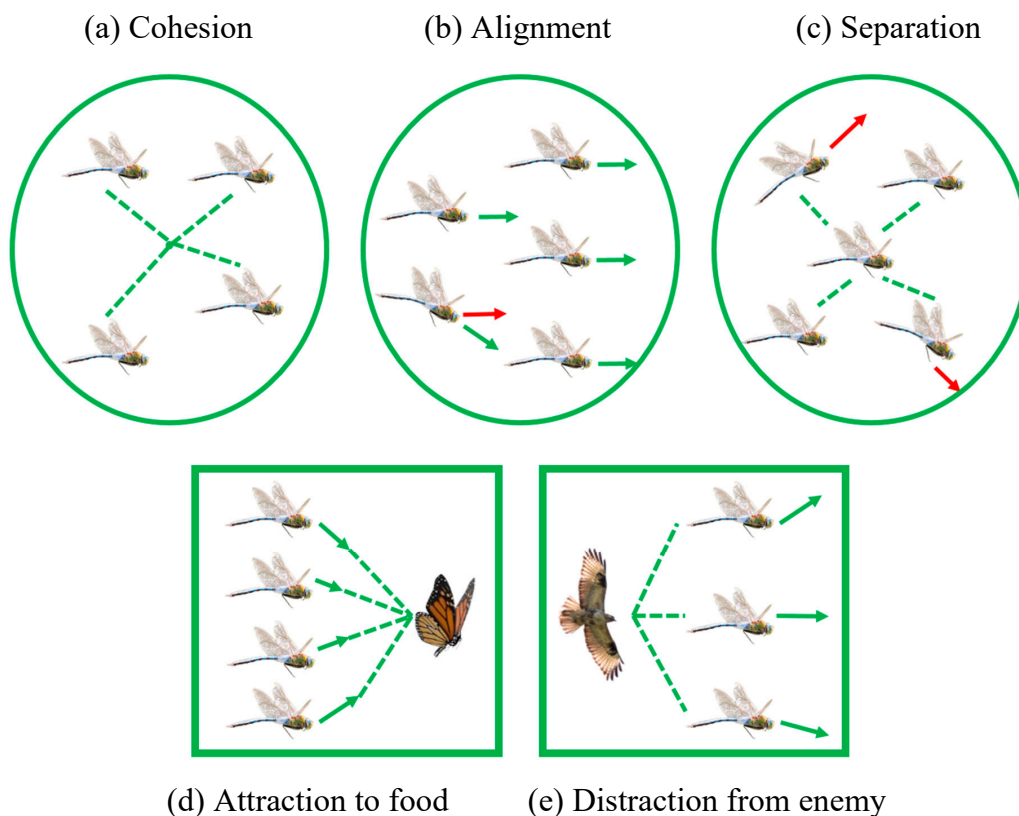 (a) Cohesion
(b) Alignment
(c) Separation
(d) Attraction to food
(e) Distraction from enemy